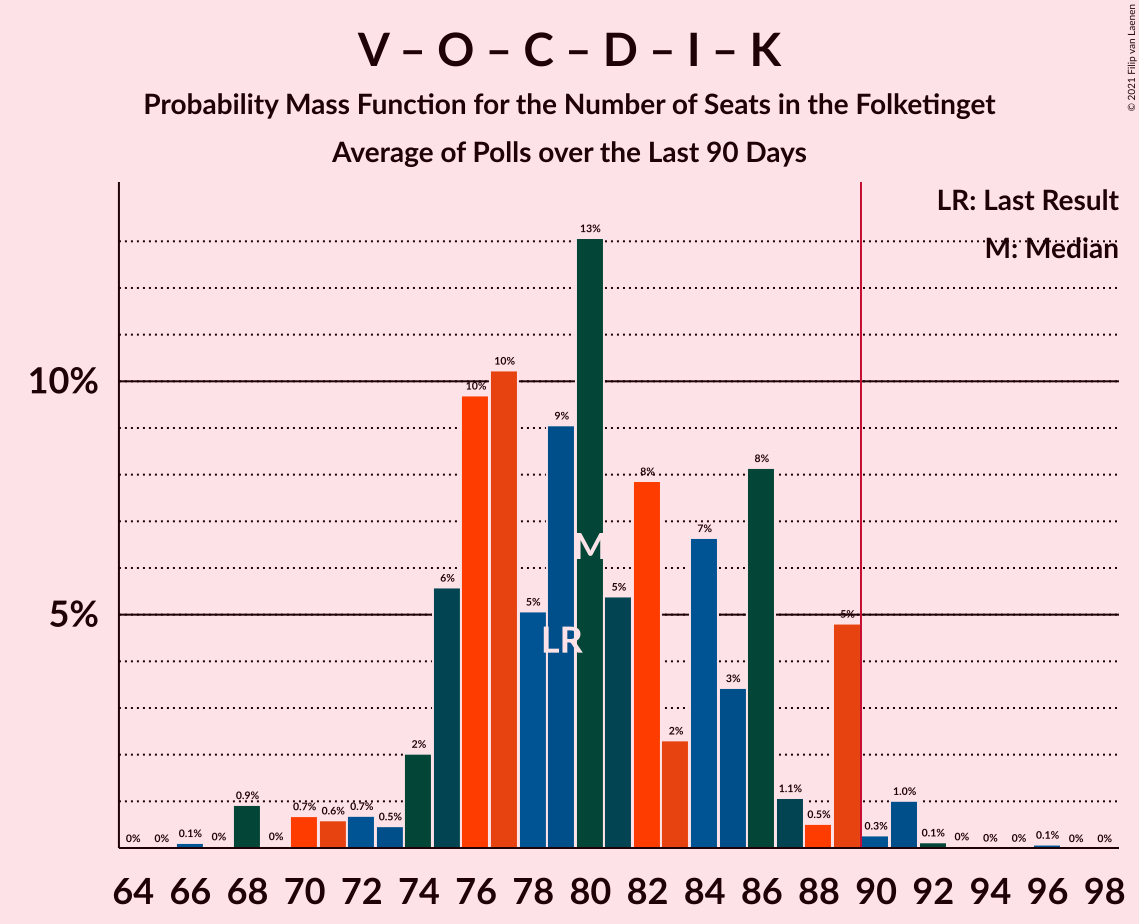 V – O – C – D – I – K
Probability Mass Function for the Number of Seats in the Folketinget
Average of Polls over the Last 90 Days
© 2021 Filip van Laenen
LR: Last Result
M: Median
10%
5%
0% 0% 0.1% 0% 0.9% 0% 0.7% 0.6% 0.7% 0.5% 2% 6% 10% 10% 5% 9% 13% 5% 8% 2% 7% 3% 8% 1.1% 0.5% 5% 0.3% 1.0% 0.1% 0% 0% 0% 0.1% 0% 0%
M
LR
64 66 68 70 72 74 76 78 80 82 84 86 88 90 92 94 96 98